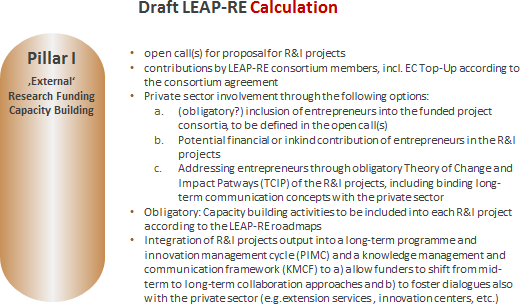 Draft LEAP-RE Calculation
Pillar I
‚External‘
Research Funding
Capacity Building
• open call(s) for proposal for R&I projects
• contributions by LEAP-RE consortium members, incl. EC Top-Up according to
the consortium agreement
• Private sector involvement through the following options:
a. (obligatory?) inclusion of entrepreneurs into the funded project
consortia, to be defined in the open call(s)
b. Potential financial or inkind contribution of entrepreneurs in the R&I
projects
c. Addressing entrepreneurs through obligatory Theory of Change and
Impact Patways (TCIP) of the R&I projects, including binding long-
term communication concepts with the private sector
• Obligatory: Capacity building activities to be included into each R&I project
according to the LEAP-RE roadmaps
• Integration of R&I projects output into a long-term programme and
innovation management cycle (PIMC) and a knowledge management and
communication framework (KMCF) to a) allow funders to shift from mid-
term to long-term collaboration approaches and b) to foster dialogues also
with the private sector (e.g.extension services, innovation centers, etc.)